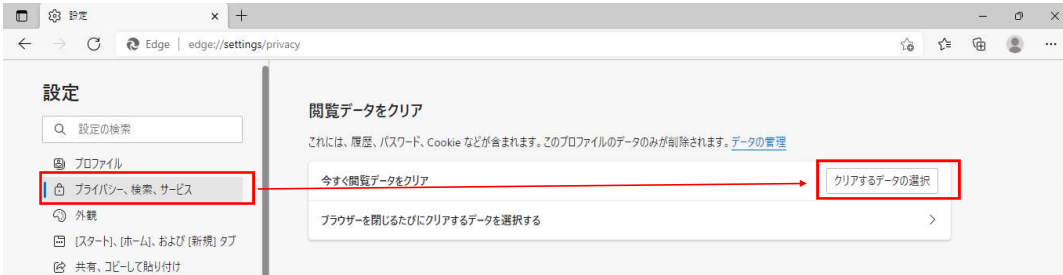 設定
Edge | edge://settings/privacy
設定
設定の検索
プロファイル
プライバシー、検索、サービス
外観
[スタート]、[ホーム]、および [新規] タブ
共有、コピーして貼り付け
閲覧データをクリア
これには、履歴、パスワード、Cookie などが含まれます。このプロファイルのデータのみが削除されます。データの管理
今すぐ閲覧データをクリア
クリアするデータの選択
ブラウザーを閉じるたびにクリアするデータを選択する